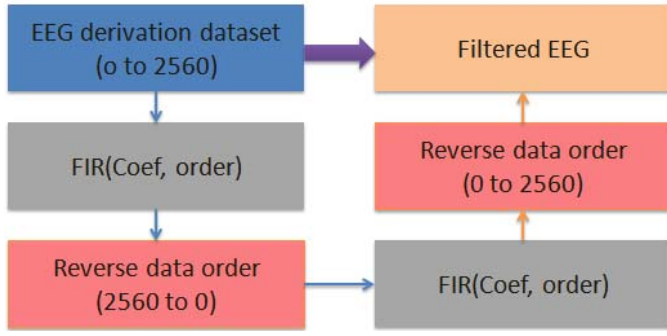 EEG derivation dataset
(o to 2560)
FIR(Coef, order)
Reverse data order
(2560 to 0)
FIR(Coef, order)
Reverse data order
(0 to 2560)
Filtered EEG